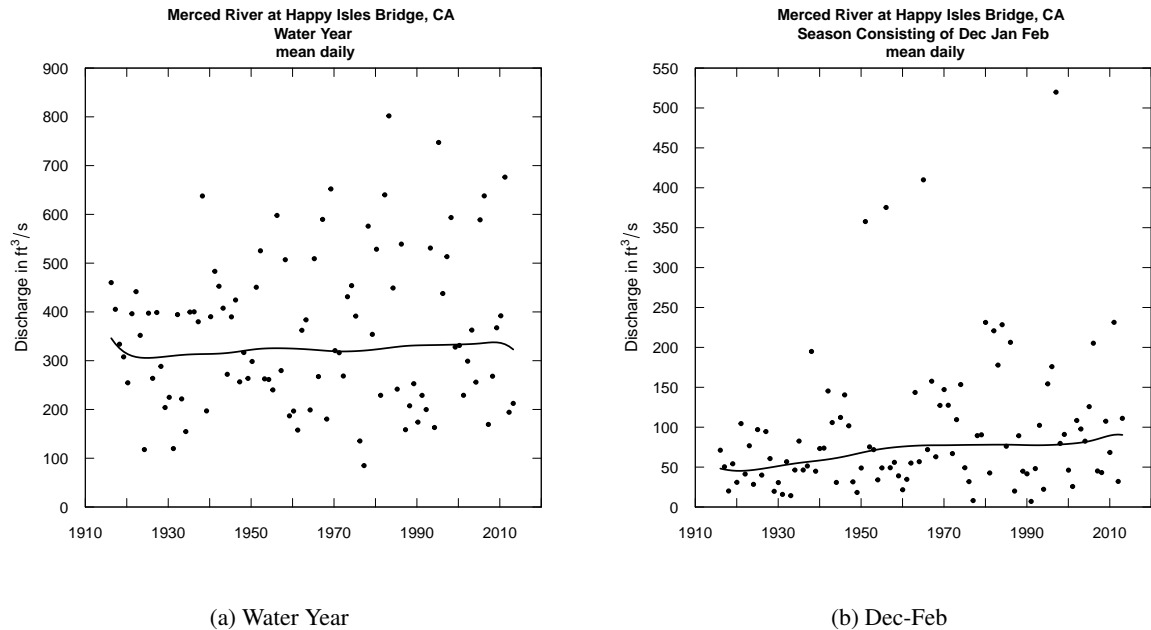 Merced River at Happy Isles Bridge, CA
Water Year
mean daily
900
800
700
600
500
400
300
200
100
0
Discharge in ft³/s
1910 1930 1950 1970 1990 2010
(a) Water Year
Merced River at Happy Isles Bridge, CA
Season Consisting of Dec Jan Feb
mean daily
550
500
450
400
350
300
250
200
150
100
50
0
Discharge in ft³/s
1910 1930 1950 1970 1990 2010
(b) Dec-Feb